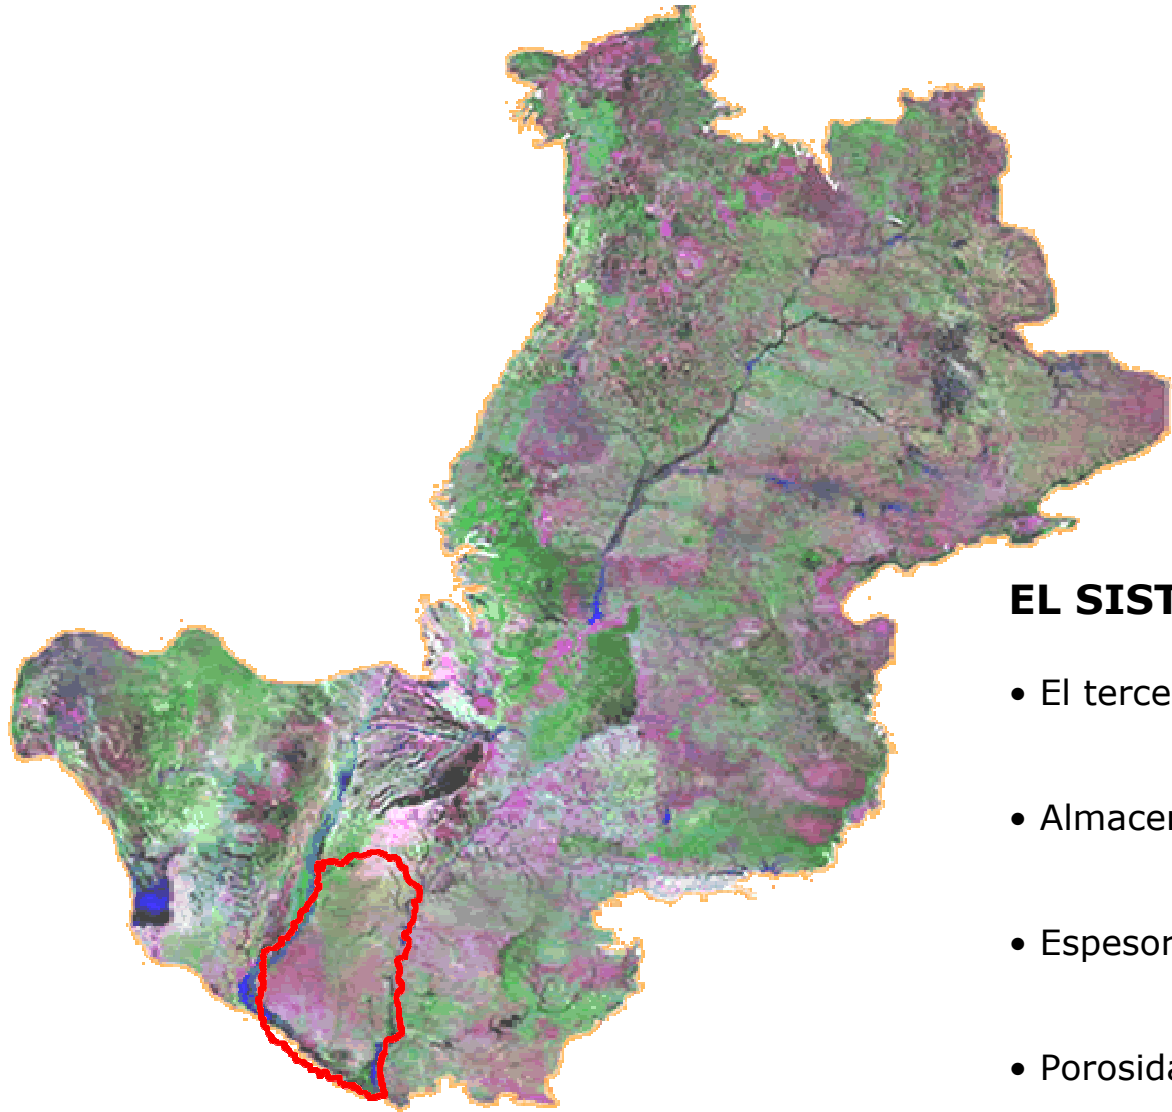 EL SIST
• El terce
• Almacer
• Espesor
• Porosida